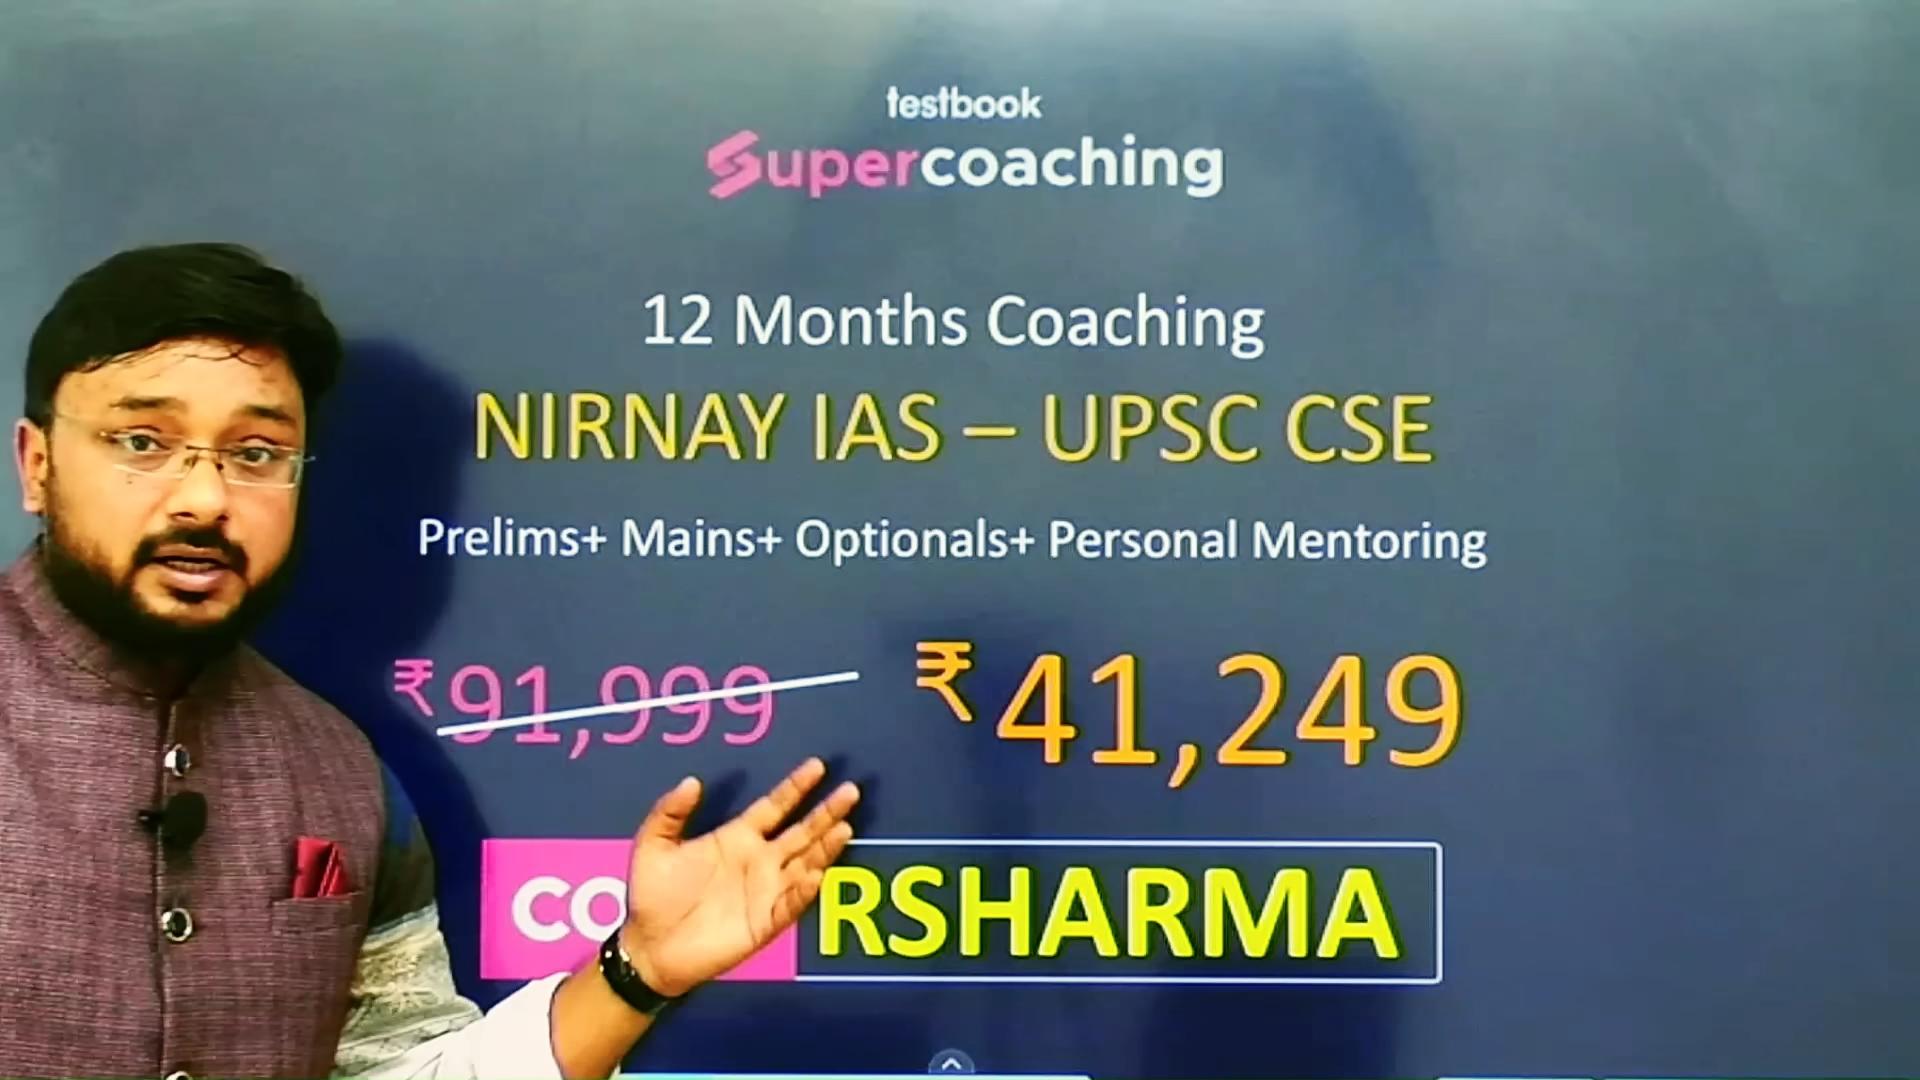 testbook
Supercoaching
12 Months Coaching
NIRNAY IAS – UPSC CSE
Prelims+ Mains+ Optionals+ Personal Mentoring
₹91,999 ₹41,249
RSHARMA